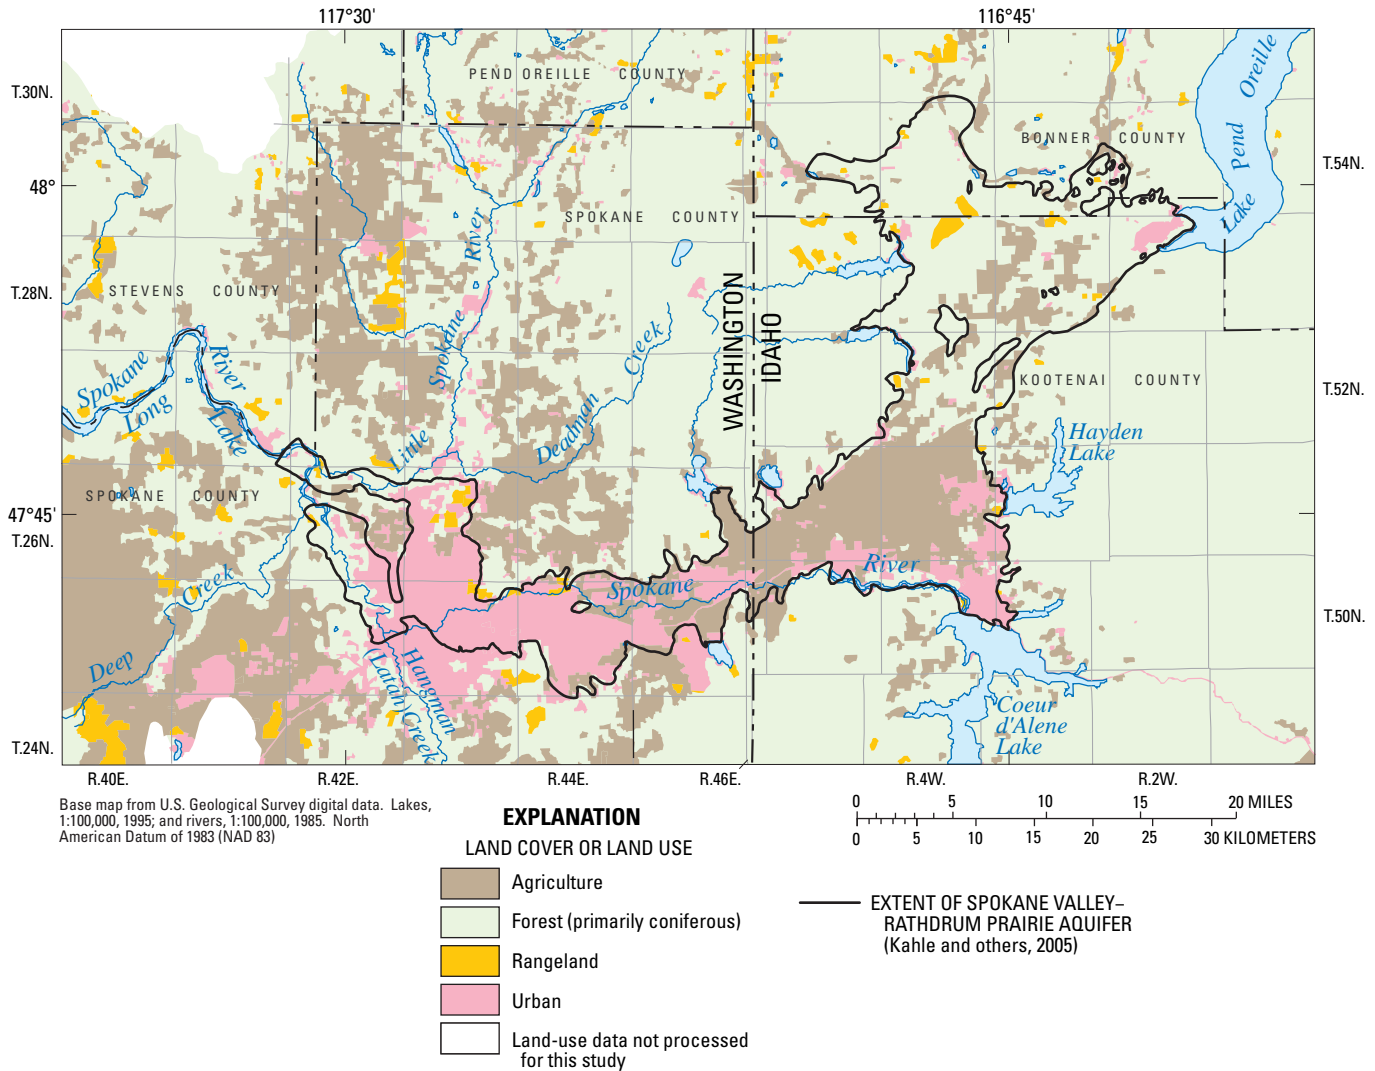 117°30'
116°45'
T.30N.
48°
T.28N.
47°45'
T.26N.
T.24N.
T.54N.
T.52N.
T.50N.
PEND OREILLE COUNTY
BONNER COUNTY
SPOKANE COUNTY
STEVENS COUNTY
KOOTENAI COUNTY
SPOKANE COUNTY
WASHINGTON
IDAHO
Lake Pend Oreille
Little Spokane River
Deadman Creek
Spokane River
Long Lake
Hayden
Lake
Deep Creek
Spokane River
Hangman
(Latah) Creek
Coeur
d'Alene
Lake
R.40E.
R.42E.
R.44E.
R.46E.
R.4W.
R.2W.
Base map from U.S. Geological Survey digital data. Lakes,
1:100,000, 1995; and rivers, 1:100,000, 1985. North
American Datum of 1983 (NAD 83)
0 5 10 15 20 MILES
0 5 10 15 20 25 30 KILOMETERS
EXPLANATION
LAND COVER OR LAND USE
Agriculture
Forest (primarily coniferous)
Rangeland
Urban
Land-use data not processed
for this study
EXTENT OF SPOKANE VALLEY–
RATHDRUM PRAIRIE AQUIFER
(Kahle and others, 2005)